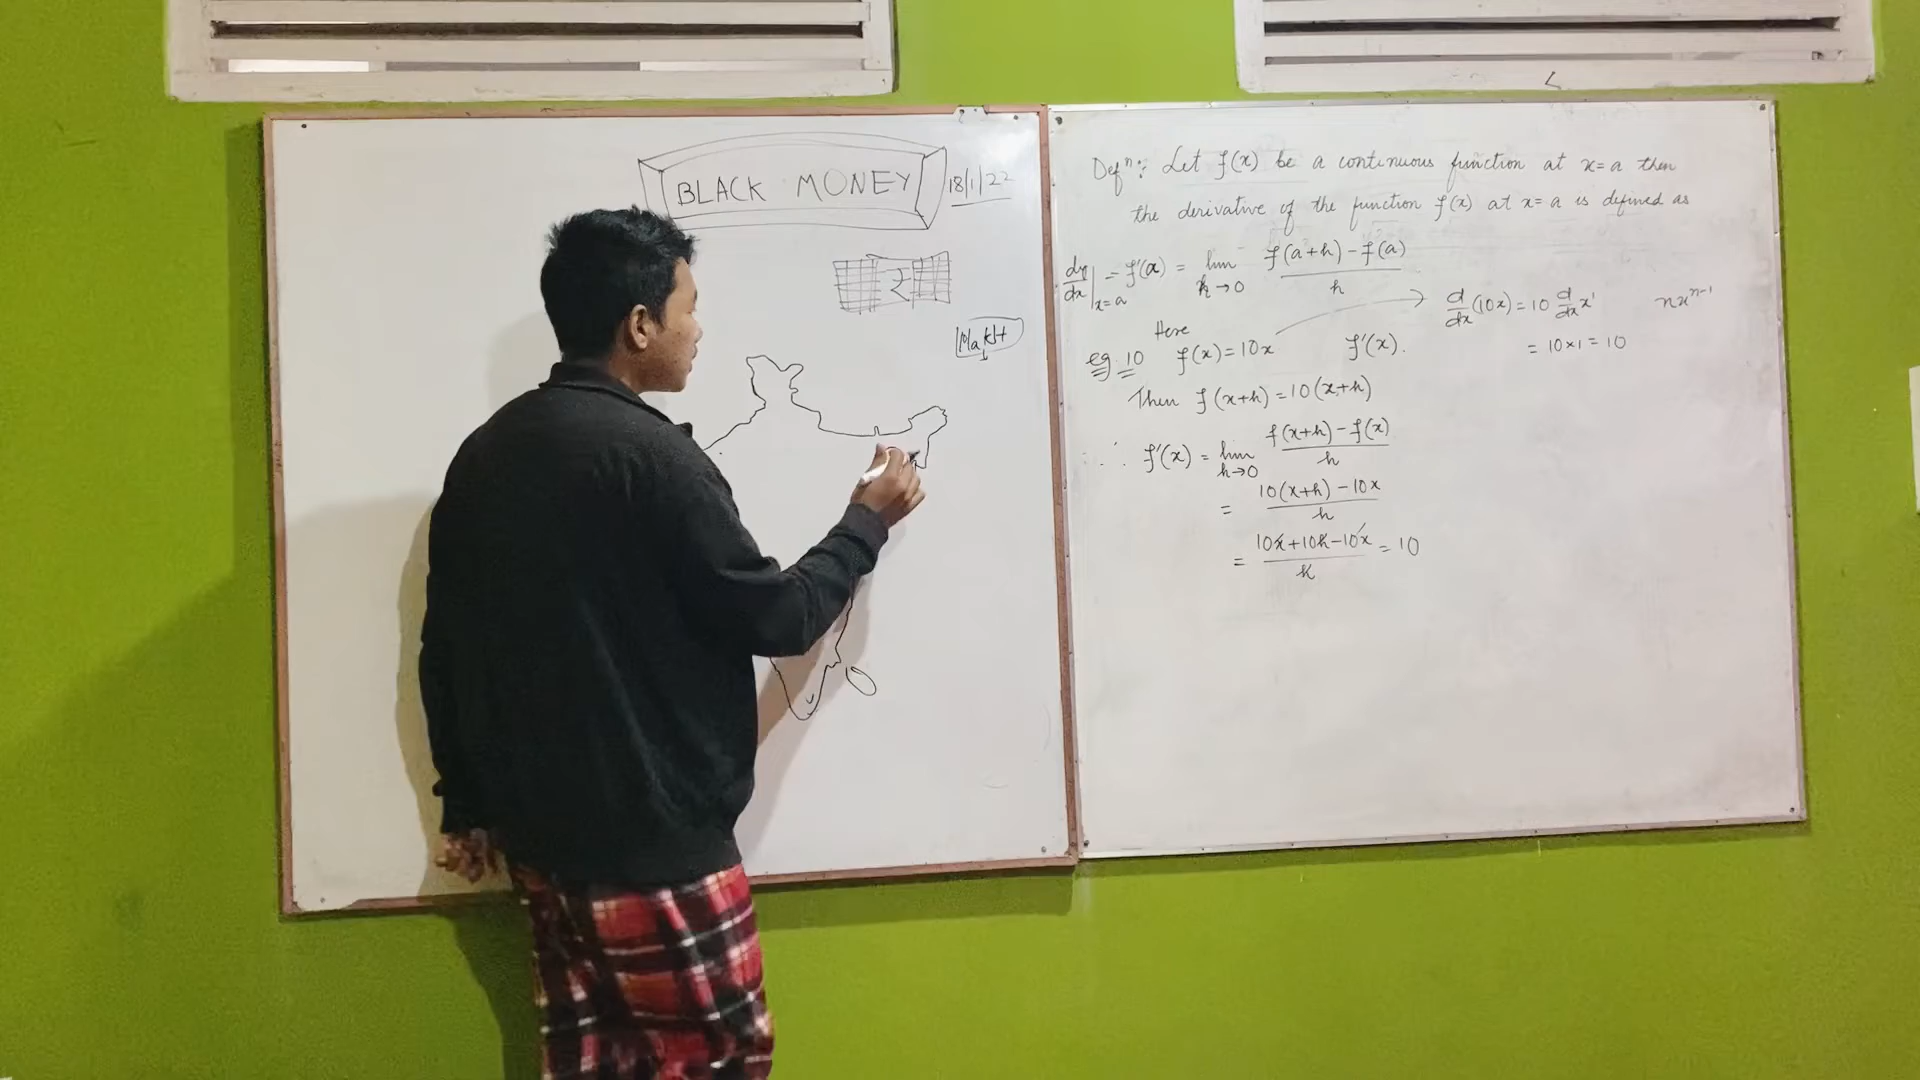 BLACK MONEY
18/1/22
₹
Defⁿ: Let f(x) be a continuous function at x=a then
the derivative of the function f(x) at x=a is defined as
dy/dx|x=a = f'(a) = lim h→0 (f(a+h)-f(a))/h
d/dx(10x) = 10 d/dx x¹
nxⁿ⁻¹
= 10×1 = 10
Here
eg 10 f(x)=10x f'(x).
Then f(x+h)=10(x+h)
∴ f'(x) = lim h→0 (f(x+h)-f(x))/h
= (10(x+h)-10x)/h
= (10x+10h-10x)/h = 10